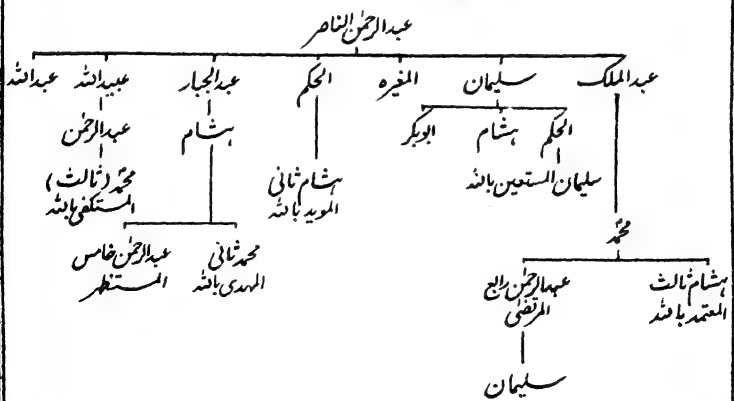 عبدالرحمٰن الناصر
عبدالملک سلیمان المغیرہ الحکم عبدالجبار عبیداللہ عبداللہ
الحکم ہشام ابوبکر ہشام عبدالرحمٰن
سلیمان المستعین باللہ ہشام ثانی محمدؐ (ثالث)
المویدباللہ المستکفی باللہ
محمدؐ
محمد ثانی عبدالرحمٰن خامس
المہدی باللہ المستظہر
ہشام ثالث عبدالرحمٰن رابع
المعتمد باللہ المرتضیٰ
سلیمان